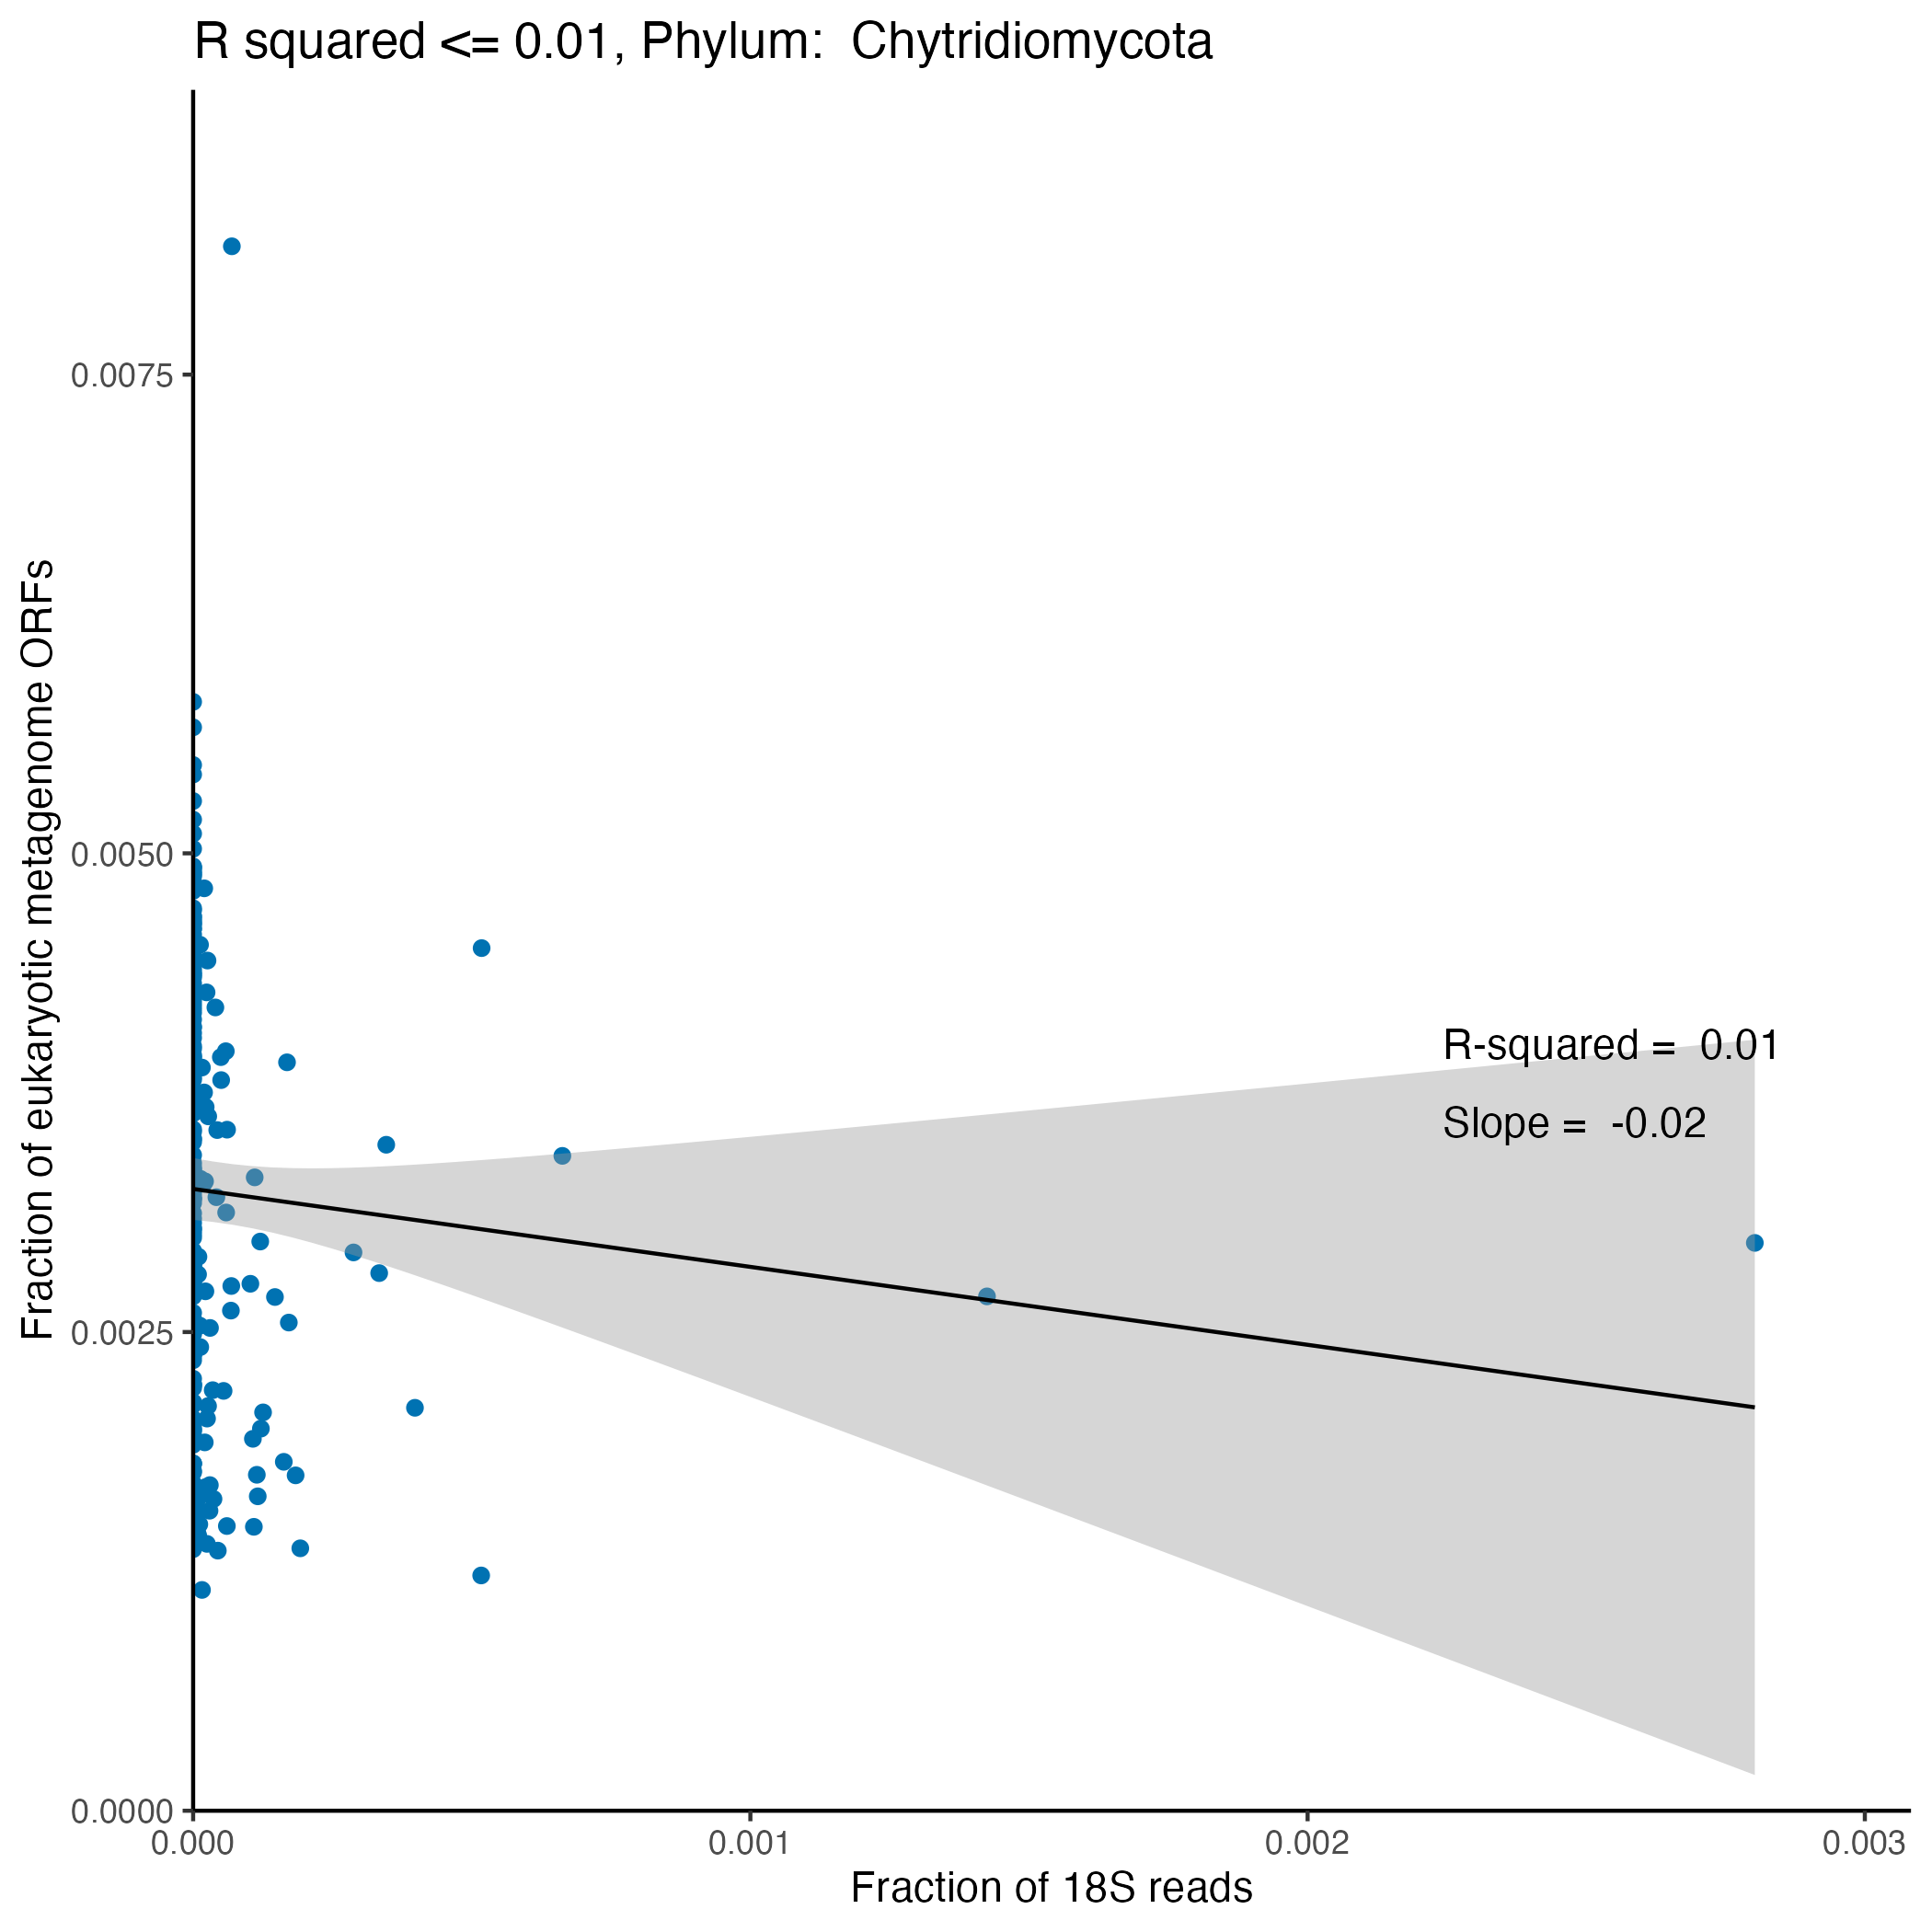 R squared <= 0.01, Phylum:  Chytridiomycota
Fraction of eukaryotic metagenome ORFs
0.0075
0.0050
0.0025
0.0000
R-squared =  0.01
Slope =  -0.02
0.000
0.001
0.002
0.003
Fraction of 18S reads